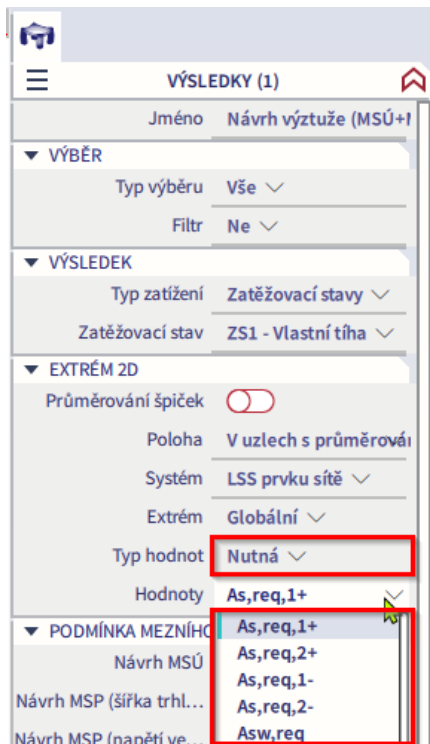 VÝSLEDKY (1)
Jméno Návrh výztuže (MSÚ+
VÝBĚR
Typ výběru Vše
Filtr Ne
VÝSLEDEK
Typ zatížení Zatěžovací stavy
Zatěžovací stav ZS1 - Vlastní tíha
EXTRÉM 2D
Průměrování špiček
Poloha V uzlech s průměrován
Systém LSS prvku sítě
Extrém Globální
Typ hodnot Nutná
Hodnoty As,req,1+
PODMÍNKA MEZNÍHO As,req,1+
As,req,2+
Návrh MSÚ As,req,1-
Návrh MSP (šířka trhl... As,req,2-
Návrh MSP (napětí ve... Asw,req